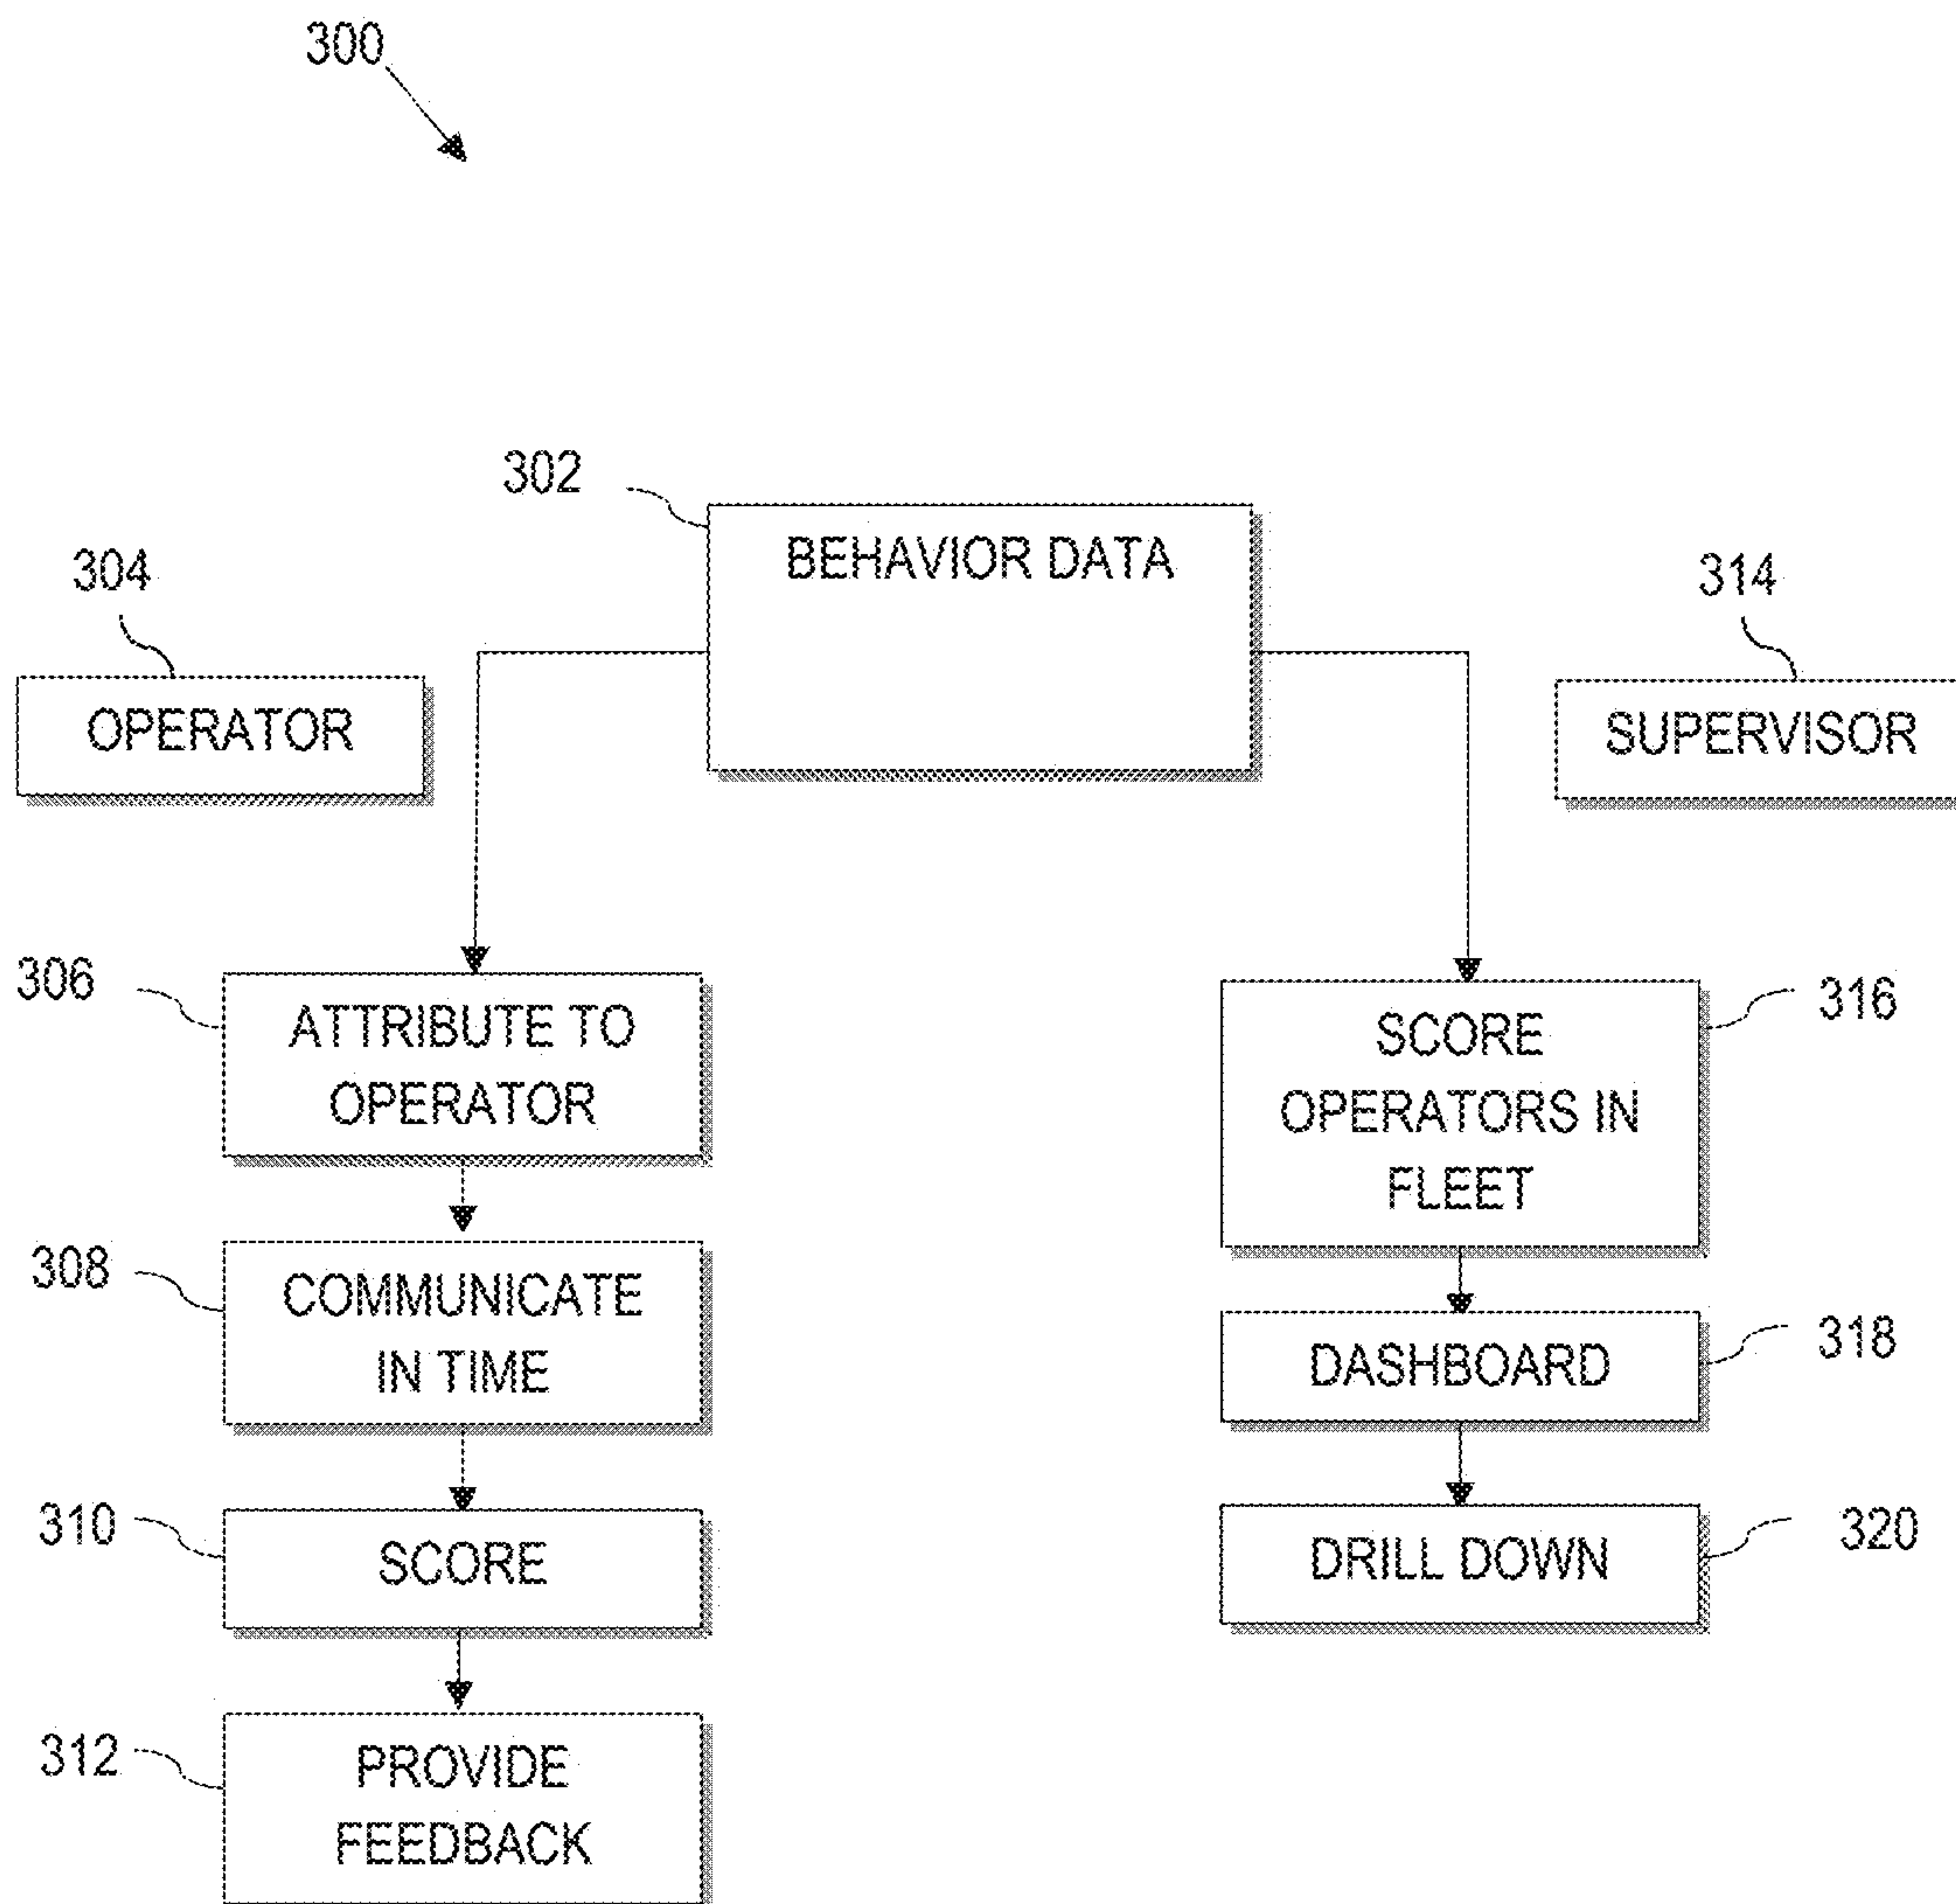 300
302
BEHAVIOR DATA
304
OPERATOR
314
SUPERVISOR
306
ATTRIBUTE TO
OPERATOR
308
COMMUNICATE
IN TIME
310
SCORE
312
PROVIDE
FEEDBACK
316
SCORE
OPERATORS IN
FLEET
318
DASHBOARD
320
DRILL DOWN